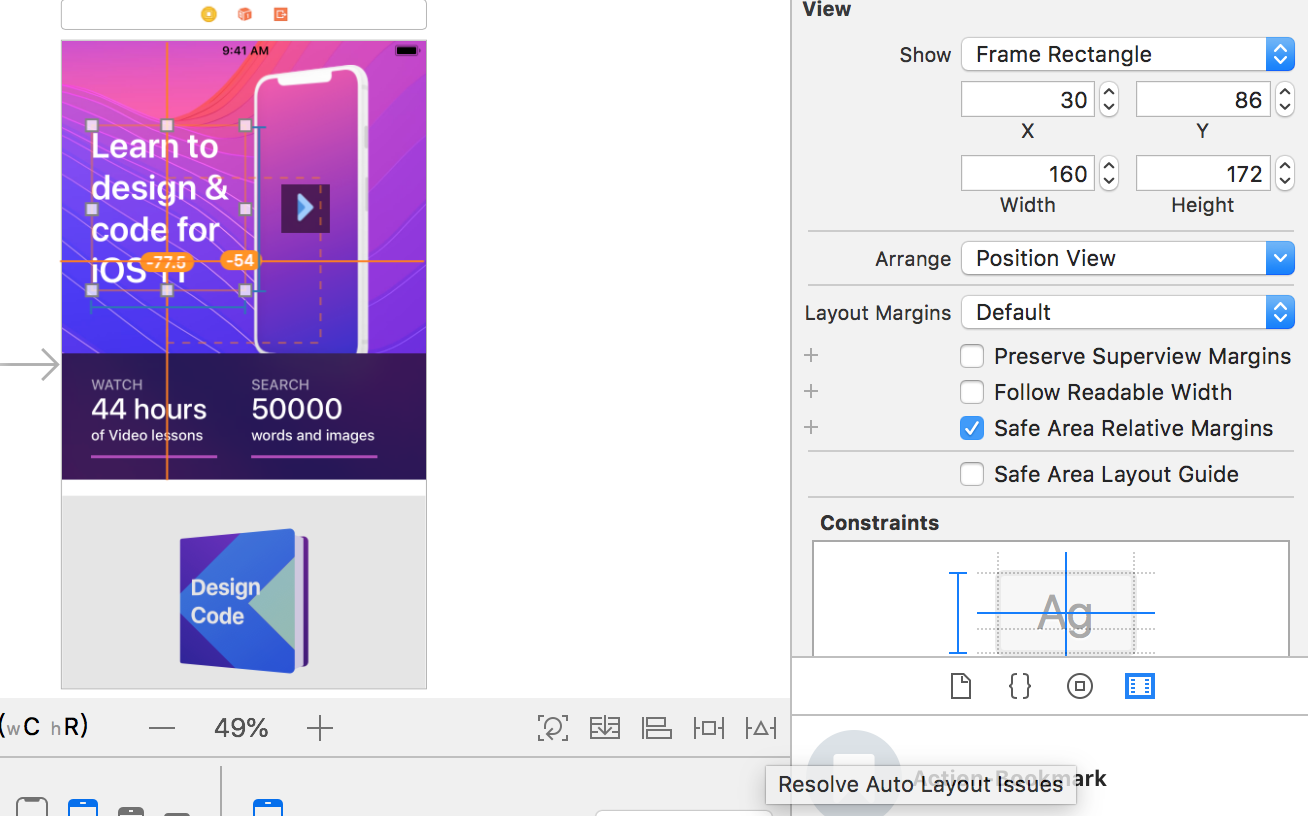 View
9:41 AM
Show Frame Rectangle
30 86
X Y
160 172
Width Height
Learn to
design &
code for
iOS 11
-77.5 -54
Arrange Position View
Layout Margins Default
Preserve Superview Margins
Follow Readable Width
Safe Area Relative Margins
Safe Area Layout Guide
WATCH
44 hours
of Video lessons
SEARCH
50000
words and images
Constraints
Ag
Design
Code
(wC hR) — 49% +
{ }
Action-Bookmark
Resolve Auto Layout Issues